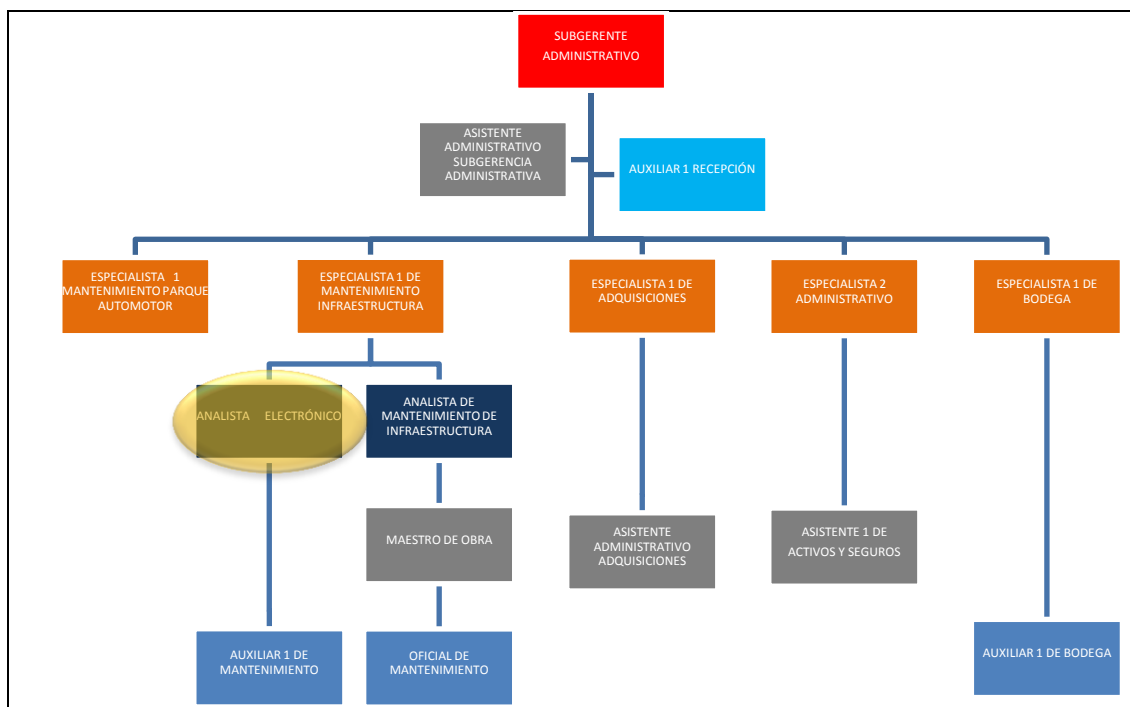 SUBGERENTE
ADMINISTRATIVO
ASISTENTE
ADMINISTRATIVO
SUBGERENCIA
ADMINISTRATIVA
AUXILIAR 1 RECEPCIÓN
ESPECIALISTA 1
MANTENIMIENTO PARQUE
AUTOMOTOR
ESPECIALISTA 1 DE
MANTENIMIENTO
INFRAESTRUCTURA
ESPECIALISTA 1 DE
ADQUISICIONES
ESPECIALISTA 2
ADMINISTRATIVO
ESPECIALISTA 1 DE
BODEGA
ANALISTA ELECTRÓNICO
ANALISTA DE
MANTENIMIENTO DE
INFRAESTRUCTURA
MAESTRO DE OBRA
ASISTENTE
ADMINISTRATIVO
ADQUISICIONES
ASISTENTE 1 DE
ACTIVOS Y SEGUROS
AUXILIAR 1 DE
MANTENIMIENTO
OFICIAL DE
MANTENIMIENTO
AUXILIAR 1 DE BODEGA